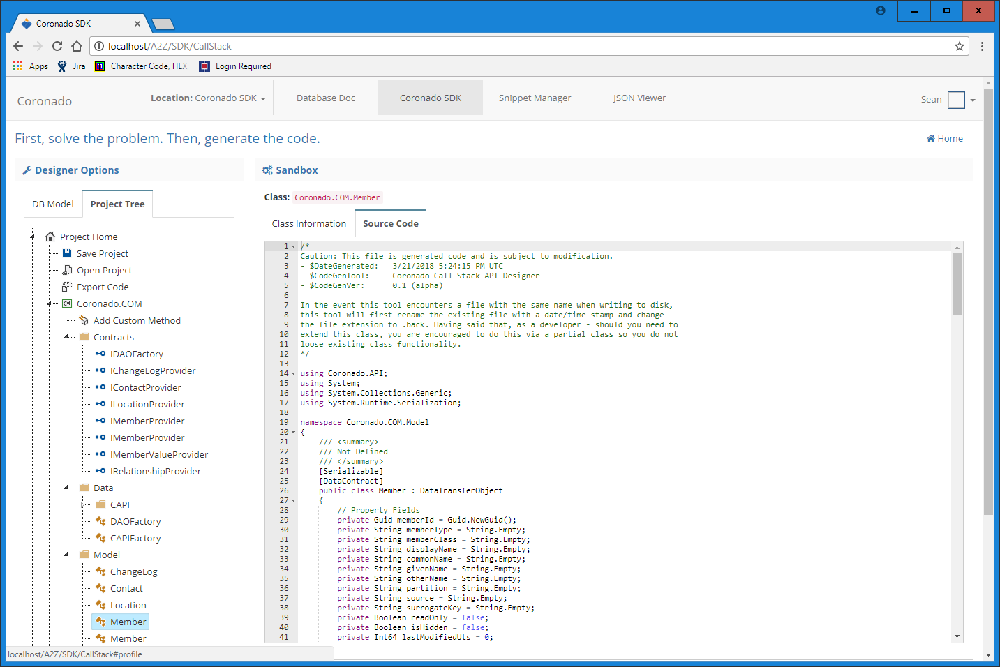 Coronado SDK
localhost/A2Z/SDK/CallStack
Apps Jira Character Code, HEX, Login Required
Coronado Location: Coronado SDK Database Doc Coronado SDK Snippet Manager JSON Viewer Sean
First, solve the problem. Then, generate the code. Home
Designer Options
DB Model Project Tree
Project Home
Save Project
Open Project
Export Code
C# Coronado.COM
Add Custom Method
Contracts
IDAOFactory
IChangeLogProvider
IContactProvider
ILocationProvider
IMemberProvider
IMemberProvider
IMemberValueProvider
IRelationshipProvider
Data
CAPI
DAOFactory
CAPIFactory
Model
ChangeLog
Contact
Location
Member
Member
localhost/A2Z/SDK/CallStack#profile
Sandbox
Class: Coronado.COM.Member
Class Information Source Code
1 /*
2 Caution: This file is generated code and is subject to modification.
3 - $DateGenerated: 3/21/2018 5:24:15 PM UTC
4 - $CodeGenTool: Coronado Call Stack API Designer
5 - $CodeGenVer: 0.1 (alpha)
6
7 In the event this tool encounters a file with the same name when writing to disk,
8 this tool will first rename the existing file with a date/time stamp and change
9 the file extension to .back. Having said that, as a developer - should you need to
10 extend this class, you are encouraged to do this via a partial class so you do not
11 loose existing class functionality.
12 */
13
14 using Coronado.API;
15 using System;
16 using System.Collections.Generic;
17 using System.Runtime.Serialization;
18
19 namespace Coronado.COM.Model
20 {
21 /// <summary>
22 /// Not Defined
23 /// </summary>
24 [Serializable]
25 [DataContract]
26 public class Member : DataTransferObject
27 {
28 // Property Fields
29 private Guid memberId = Guid.NewGuid();
30 private String memberType = String.Empty;
31 private String memberClass = String.Empty;
32 private String displayName = String.Empty;
33 private String commonName = String.Empty;
34 private String givenName = String.Empty;
35 private String otherName = String.Empty;
36 private String partition = String.Empty;
37 private String source = String.Empty;
38 private String surrogateKey = String.Empty;
39 private Boolean readOnly = false;
40 private Boolean isHidden = false;
41 private Int64 lastModifiedUts = 0;